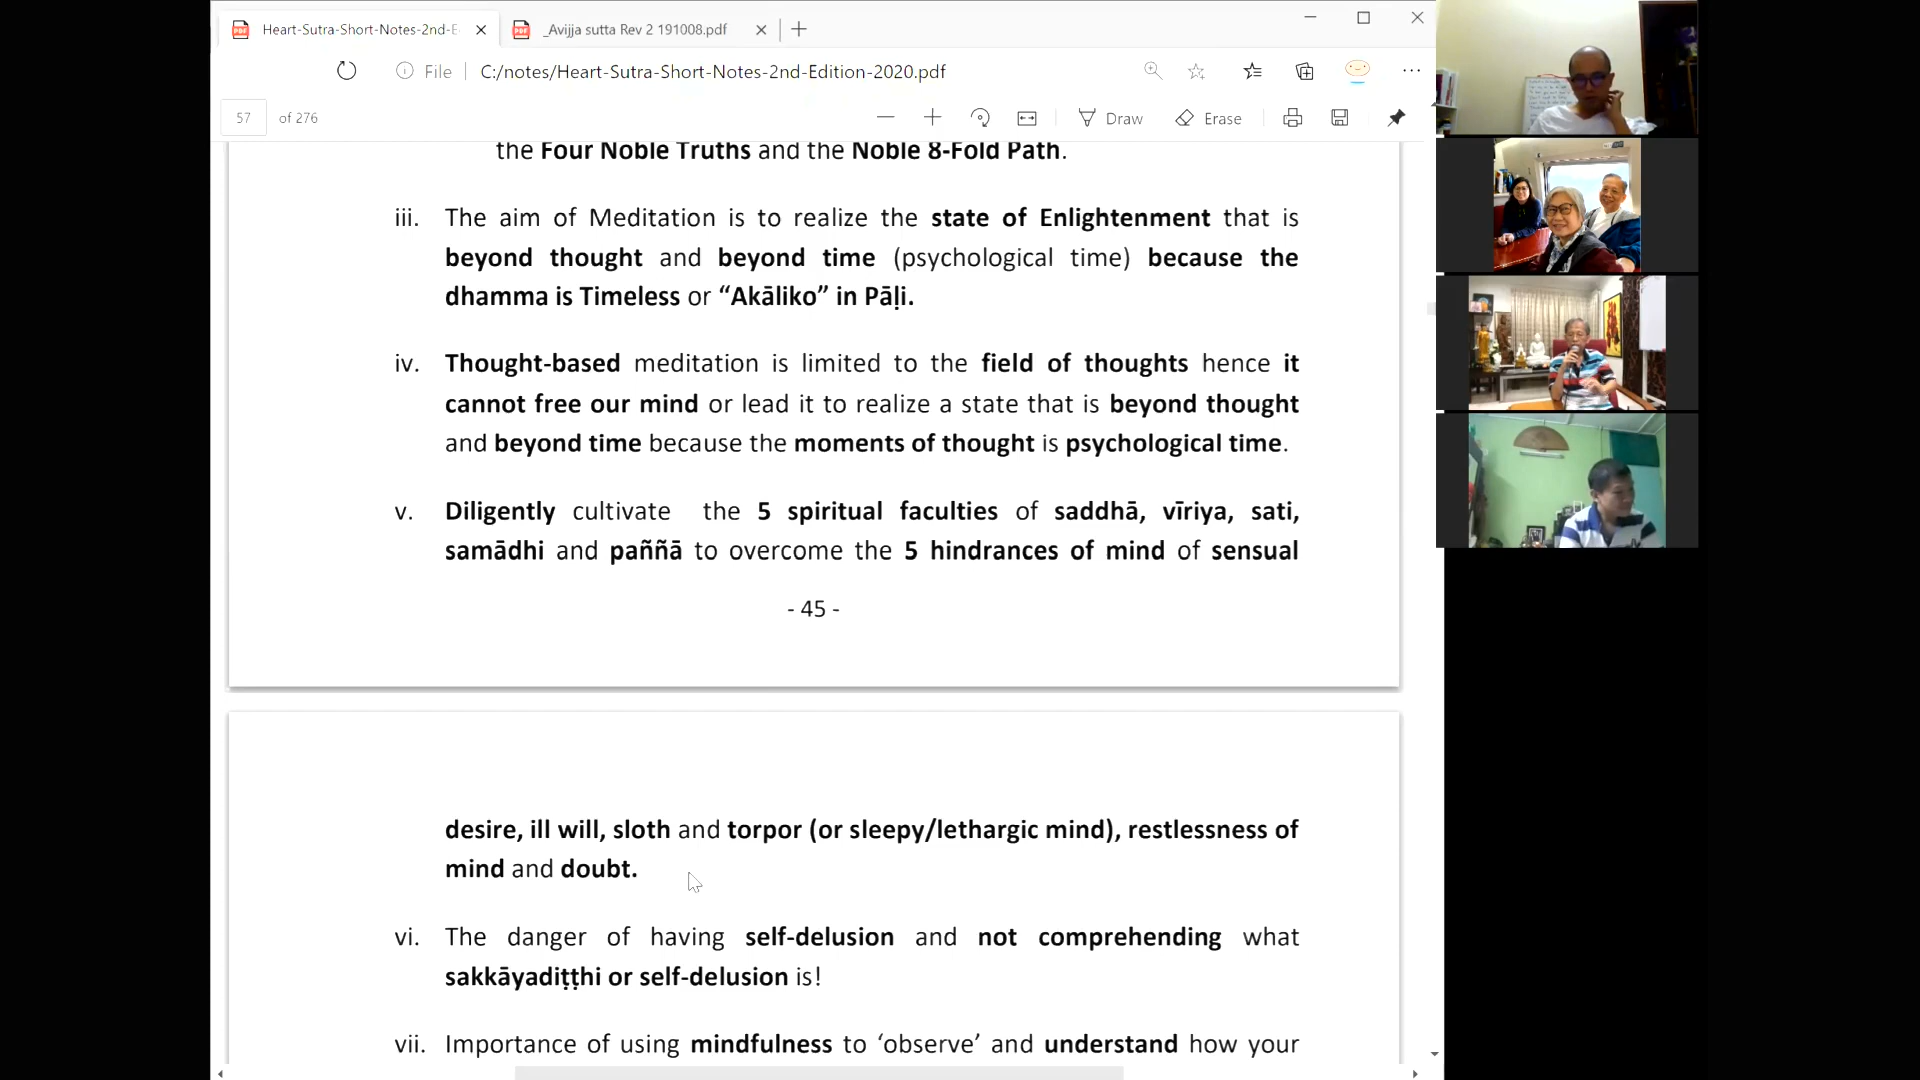 Heart-Sutra-Short-Notes-2nd-E
_Avijja sutta Rev 2 191008.pdf
File
C:/notes/Heart-Sutra-Short-Notes-2nd-Edition-2020.pdf
57 of 276
Draw
Erase
the Four Noble Truths and the Noble 8-Fold Path.
iii. The aim of Meditation is to realize the state of Enlightenment that is
beyond thought and beyond time (psychological time) because the
dhamma is Timeless or “Akāliko” in Pāḷi.
iv. Thought-based meditation is limited to the field of thoughts hence it
cannot free our mind or lead it to realize a state that is beyond thought
and beyond time because the moments of thought is psychological time.
v. Diligently cultivate the 5 spiritual faculties of saddhā, vīriya, sati,
samādhi and paññā to overcome the 5 hindrances of mind of sensual
- 45 -
desire, ill will, sloth and torpor (or sleepy/lethargic mind), restlessness of
mind and doubt.
vi. The danger of having self-delusion and not comprehending what
sakkāyadiṭṭhi or self-delusion is!
vii. Importance of using mindfulness to ‘observe’ and understand how your